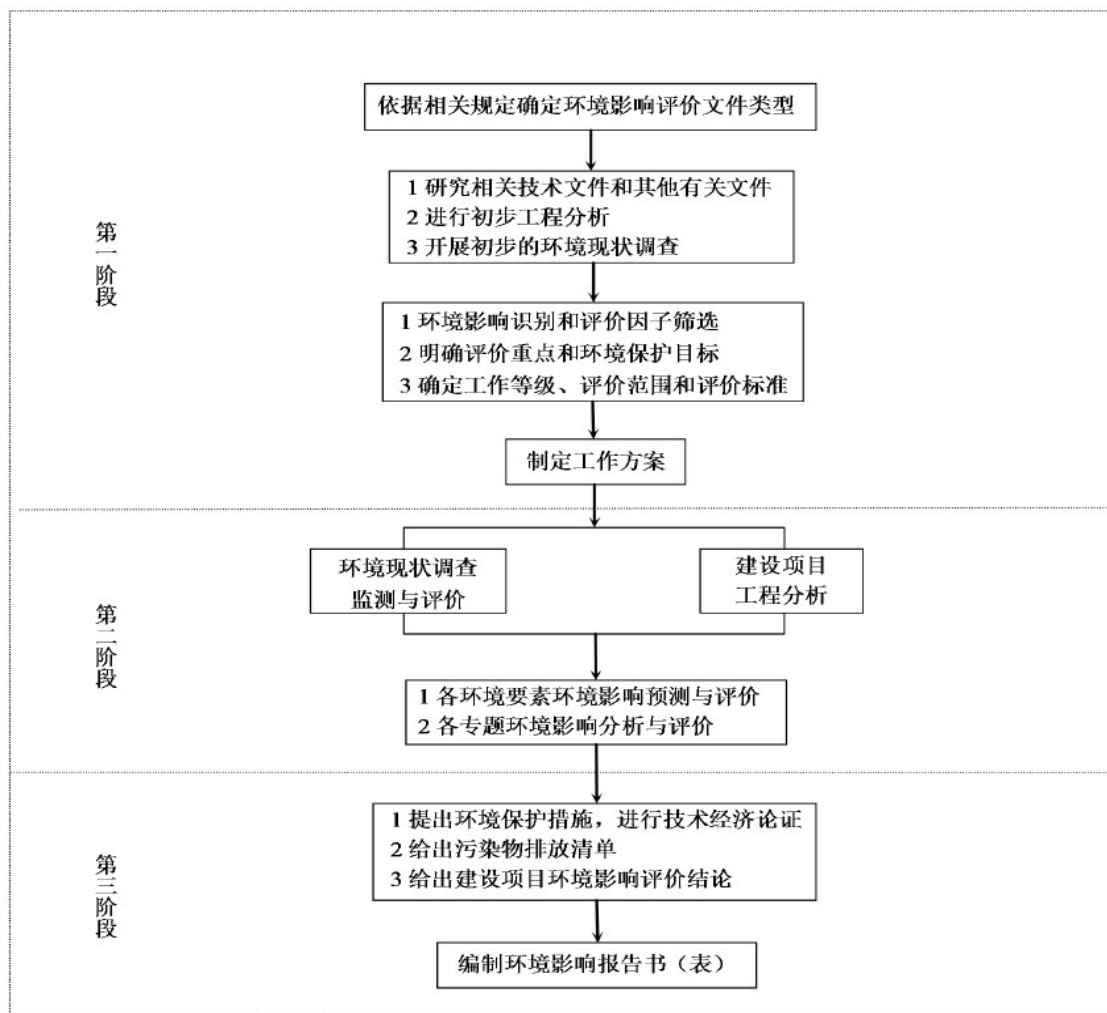 依据相关规定确定环境影响评价文件类型
1 研究相关技术文件和其他有关文件
2 进行初步工程分析
3 开展初步的环境现状调查
第一阶段
1 环境影响识别和评价因子筛选
2 明确评价重点和环境保护目标
3 确定工作等级、评价范围和评价标准
制定工作方案
环境现状调查
监测与评价
建设项目
工程分析
第二阶段
1 各环境要素环境影响预测与评价
2 各专题环境影响分析与评价
1 提出环境保护措施，进行技术经济论证
2 给出污染物排放清单
3 给出建设项目环境影响评价结论
第三阶段
编制环境影响报告书（表）